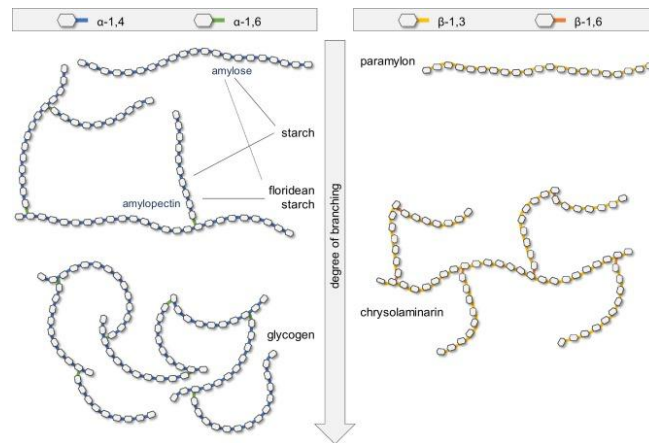 α-1,4
α-1,6
β-1,3
β-1,6
amylose
starch
amylopectin
floridean
starch
glycogen
degree of branching
paramylon
chrysolaminarin